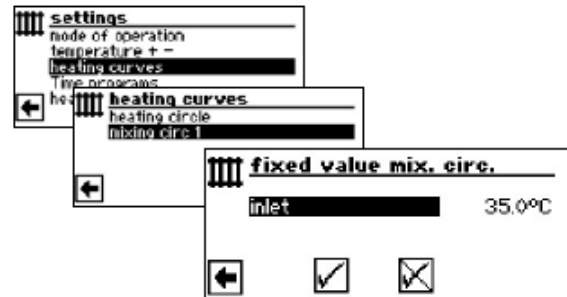 settings
mode of operation
temperature + -
heating curves
Time programs
hea
heating curves
heating circle
mixing circ 1
fixed value mix. circ.
inlet 35.0°C